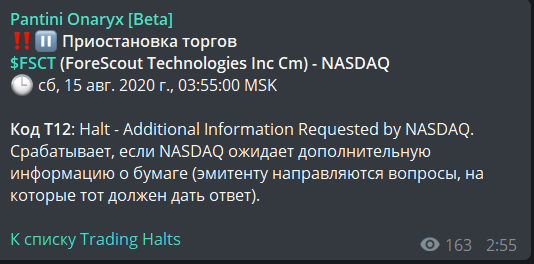 Pantini Onaryx [Beta]
‼️⏸️ Приостановка торгов
$FSCT (ForeScout Technologies Inc Cm) - NASDAQ
🕒 сб, 15 авг. 2020 г., 03:55:00 MSK
Код T12: Halt - Additional Information Requested by NASDAQ.
Срабатывает, если NASDAQ ожидает дополнительную
информацию о бумаге (эмитенту направляются вопросы, на
которые тот должен дать ответ).
К списку Trading Halts
163 2:55